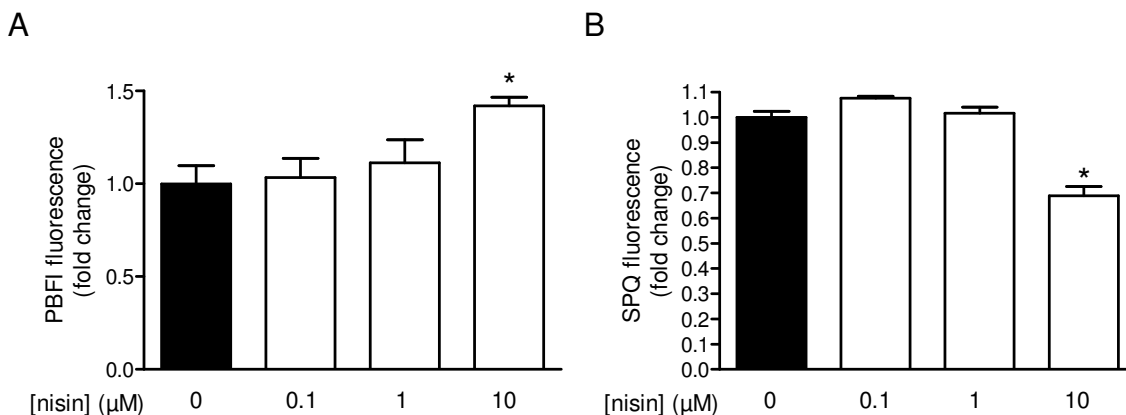 A
PBFI fluorescence
(fold change)
1.5
1.0
0.5
0.0
*
[nisin] (µM) 0 0.1 1 10
B
SPQ fluorescence
(fold change)
1.1
1.0
0.9
0.8
0.7
0.6
0.5
0.4
0.3
0.2
0.1
0.0
*
[nisin] (µM) 0 0.1 1 10